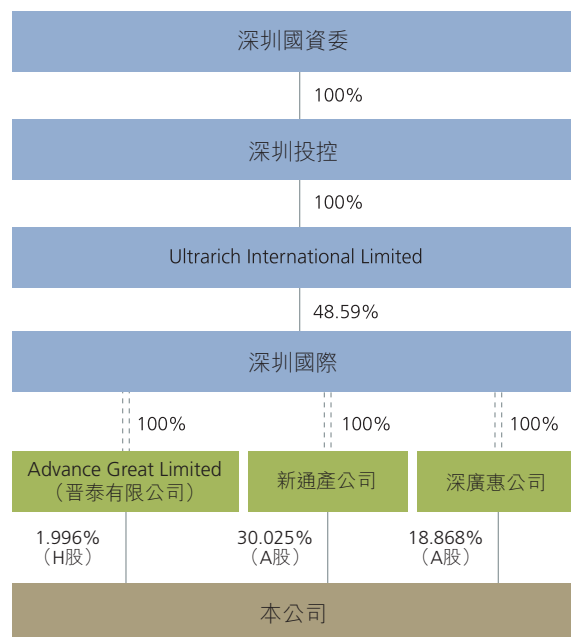 深圳國資委
100%
深圳投控
100%
Ultrarich International Limited
48.59%
深圳國際
100%
100%
100%
Advance Great Limited
（晋泰有限公司）
新通產公司
深廣惠公司
1.996%
（H股）
30.025%
（A股）
18.868%
（A股）
本公司